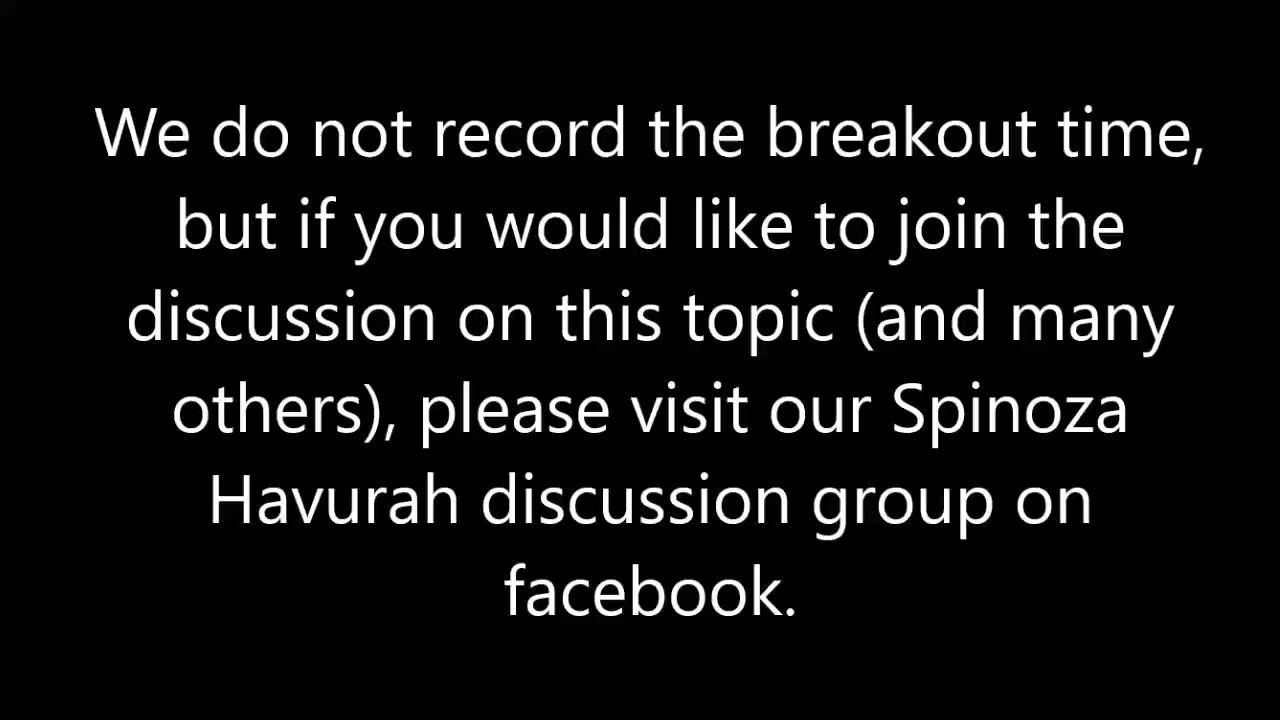 We do not record the breakout time,
but if you would like to join the
discussion on this topic (and many
others), please visit our Spinoza
Havurah discussion group on
facebook.